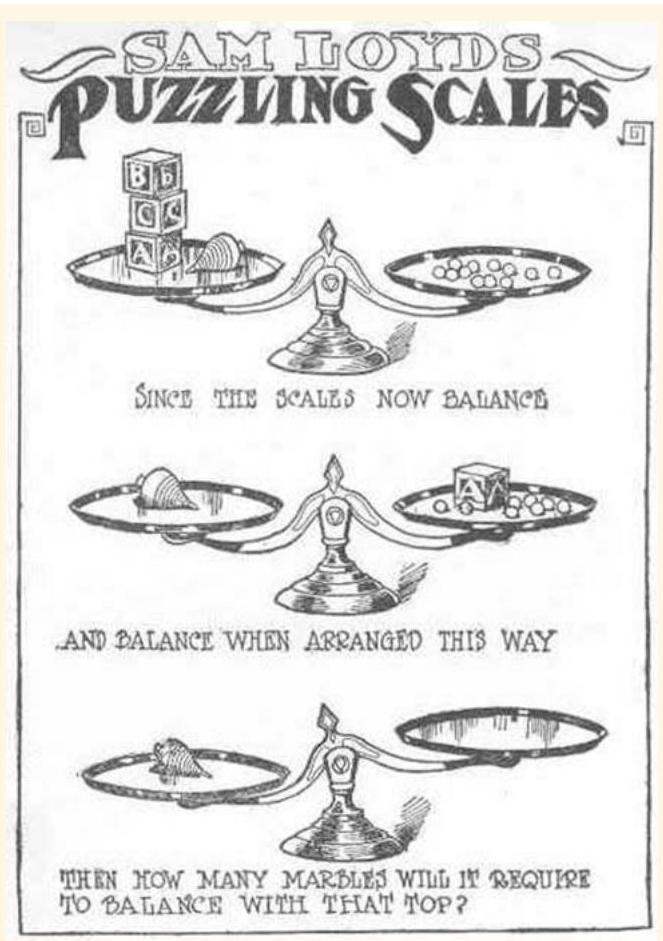 SAM LOYDS
PUZZLING SCALES
B b
C
A
SINCE THE SCALES NOW BALANCE
A A
AND BALANCE WHEN ARRANGED THIS WAY
THEN HOW MANY MARBLES WILL IT REQUIRE
TO BALANCE WITH THAT TOP?